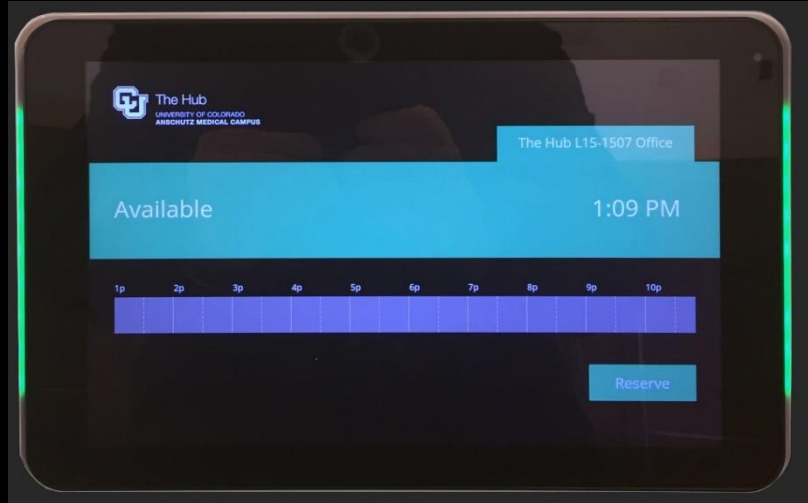 CU The Hub
UNIVERSITY OF COLORADO
ANSCHUTZ MEDICAL CAMPUS
The Hub L15-1507 Office
Available 1:09 PM
1p 2p 3p 4p 5p 6p 7p 8p 9p 10p
Reserve